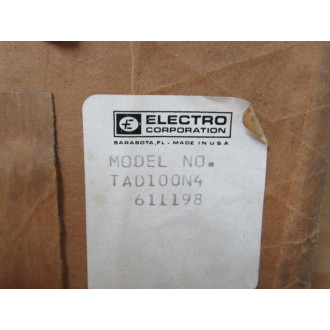 E ELECTRO
CORPORATION
SARASOTA, FL - MADE IN U.S.A
MODEL NO.
TAD100N4
611198